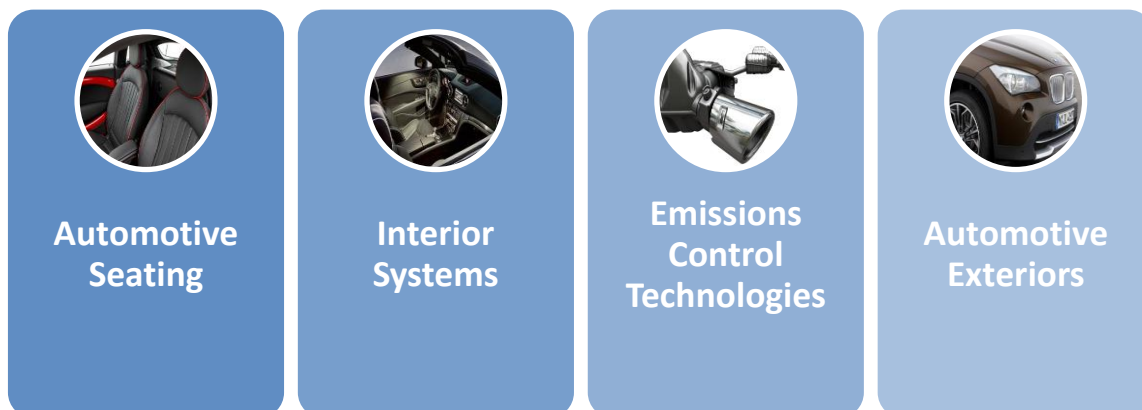 Automotive
Seating
Interior
Systems
Emissions
Control
Technologies
Automotive
Exteriors